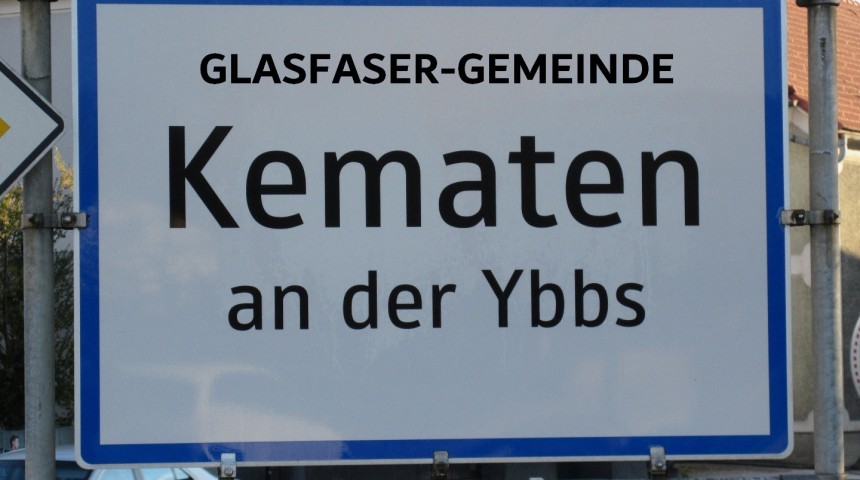 GLASFASER-GEMEINDE
Kematen
an der Ybbs